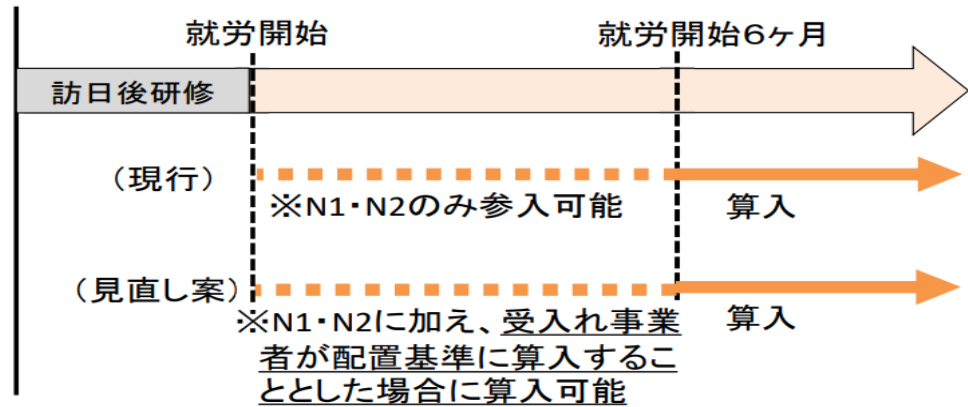 就労開始
就労開始6ヶ月
訪日後研修
（現行）
※N1・N2のみ参入可能
算入
（見直し案）
※N1・N2に加え、受入れ事業
者が配置基準に算入するこ
ととした場合に算入可能
算入